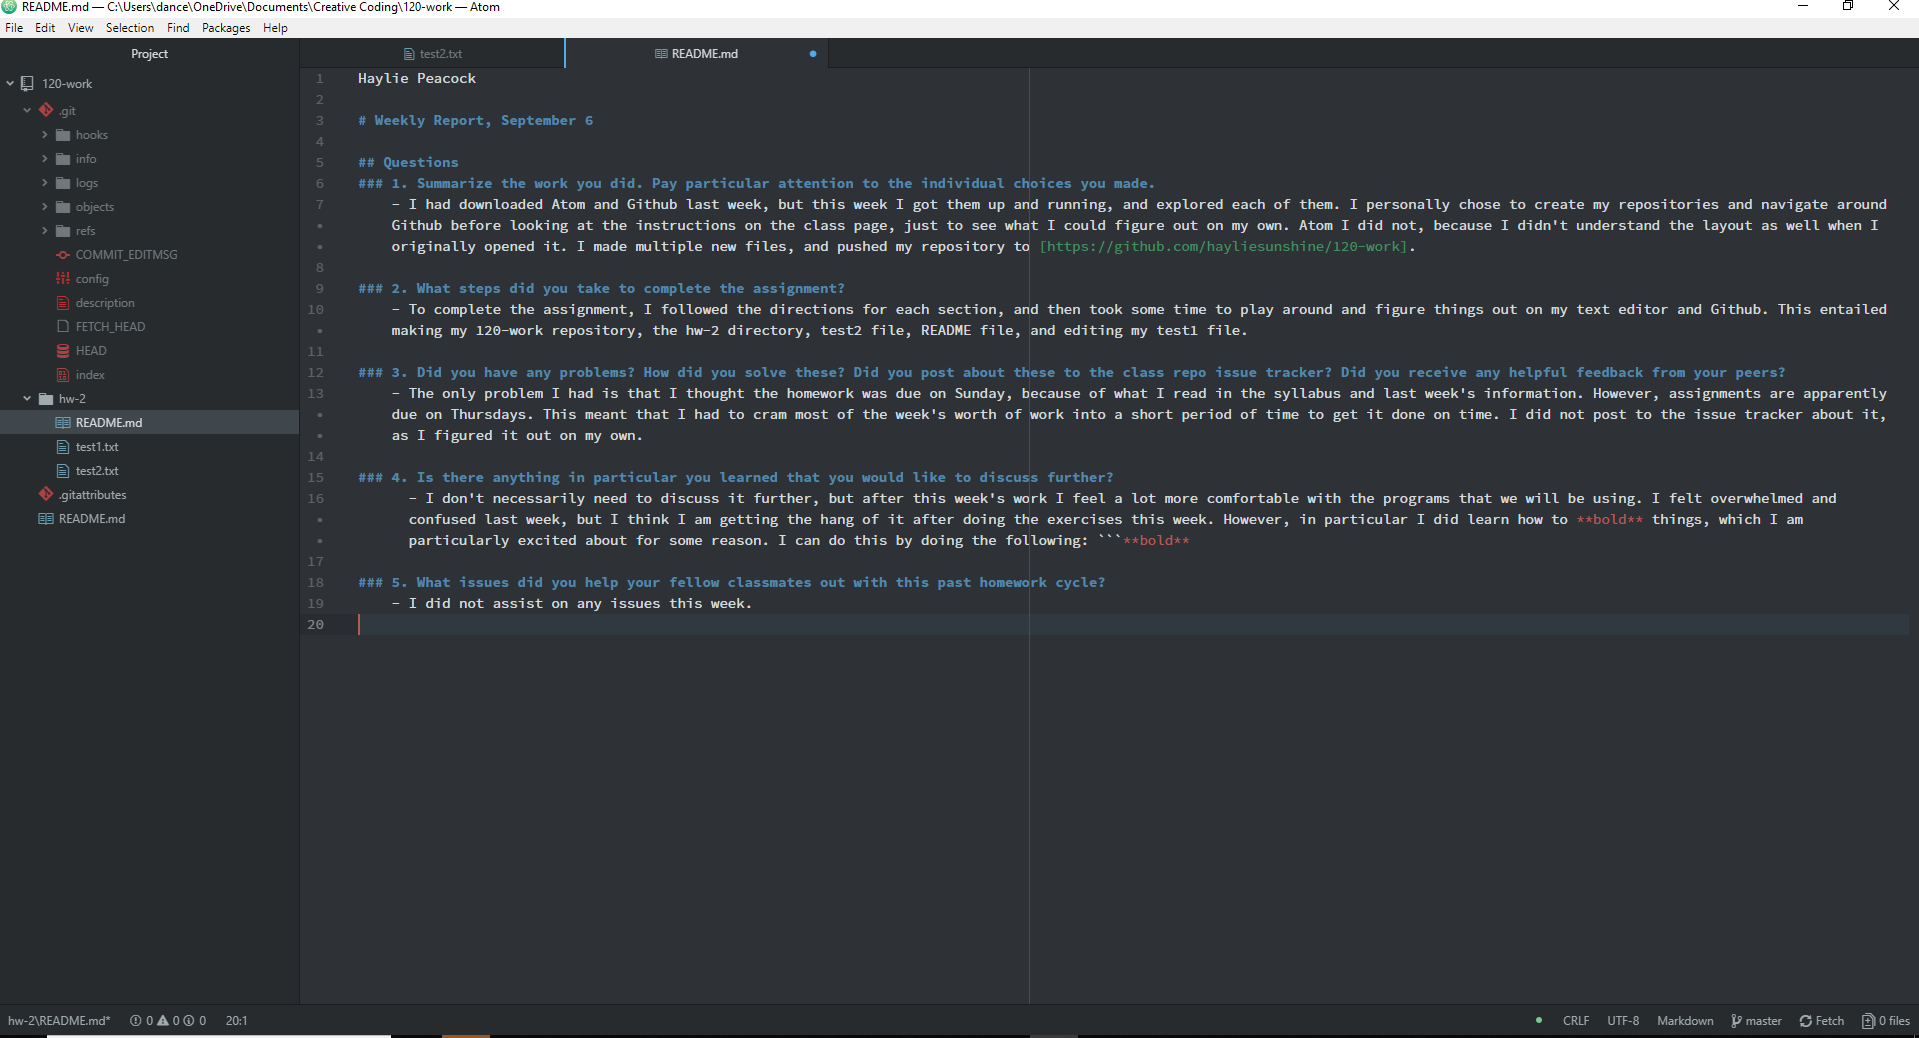 README.md — C:\Users\dance\OneDrive\Documents\Creative Coding\120-work — Atom
File Edit View Selection Find Packages Help
Project
test2.txt
README.md
120-work
.git
hooks
info
logs
objects
refs
COMMIT_EDITMSG
config
description
FETCH_HEAD
HEAD
index
hw-2
README.md
test1.txt
test2.txt
.gitattributes
README.md
1 Haylie Peacock
2
3 # Weekly Report, September 6
4
5 ## Questions
6 ### 1. Summarize the work you did. Pay particular attention to the individual choices you made.
7 - I had downloaded Atom and Github last week, but this week I got them up and running, and explored each of them. I personally chose to create my repositories and navigate around
• Github before looking at the instructions on the class page, just to see what I could figure out on my own. Atom I did not, because I didn't understand the layout as well when I
• originally opened it. I made multiple new files, and pushed my repository to [https://github.com/hayliesunshine/120-work].
8
9 ### 2. What steps did you take to complete the assignment?
10 - To complete the assignment, I followed the directions for each section, and then took some time to play around and figure things out on my text editor and Github. This entailed
• making my 120-work repository, the hw-2 directory, test2 file, README file, and editing my test1 file.
11
12 ### 3. Did you have any problems? How did you solve these? Did you post about these to the class repo issue tracker? Did you receive any helpful feedback from your peers?
13 - The only problem I had is that I thought the homework was due on Sunday, because of what I read in the syllabus and last week's information. However, assignments are apparently
• due on Thursdays. This meant that I had to cram most of the week's worth of work into a short period of time to get it done on time. I did not post to the issue tracker about it,
• as I figured it out on my own.
14
15 ### 4. Is there anything in particular you learned that you would like to discuss further?
16 - I don't necessarily need to discuss it further, but after this week's work I feel a lot more comfortable with the programs that we will be using. I felt overwhelmed and
• confused last week, but I think I am getting the hang of it after doing the exercises this week. However, in particular I did learn how to **bold** things, which I am
• particularly excited about for some reason. I can do this by doing the following: ```**bold**
17
18 ### 5. What issues did you help your fellow classmates out with this past homework cycle?
19 - I did not assist on any issues this week.
20
hw-2\README.md* 0 0 0 20:1
CRLF UTF-8 Markdown master Fetch 0 files